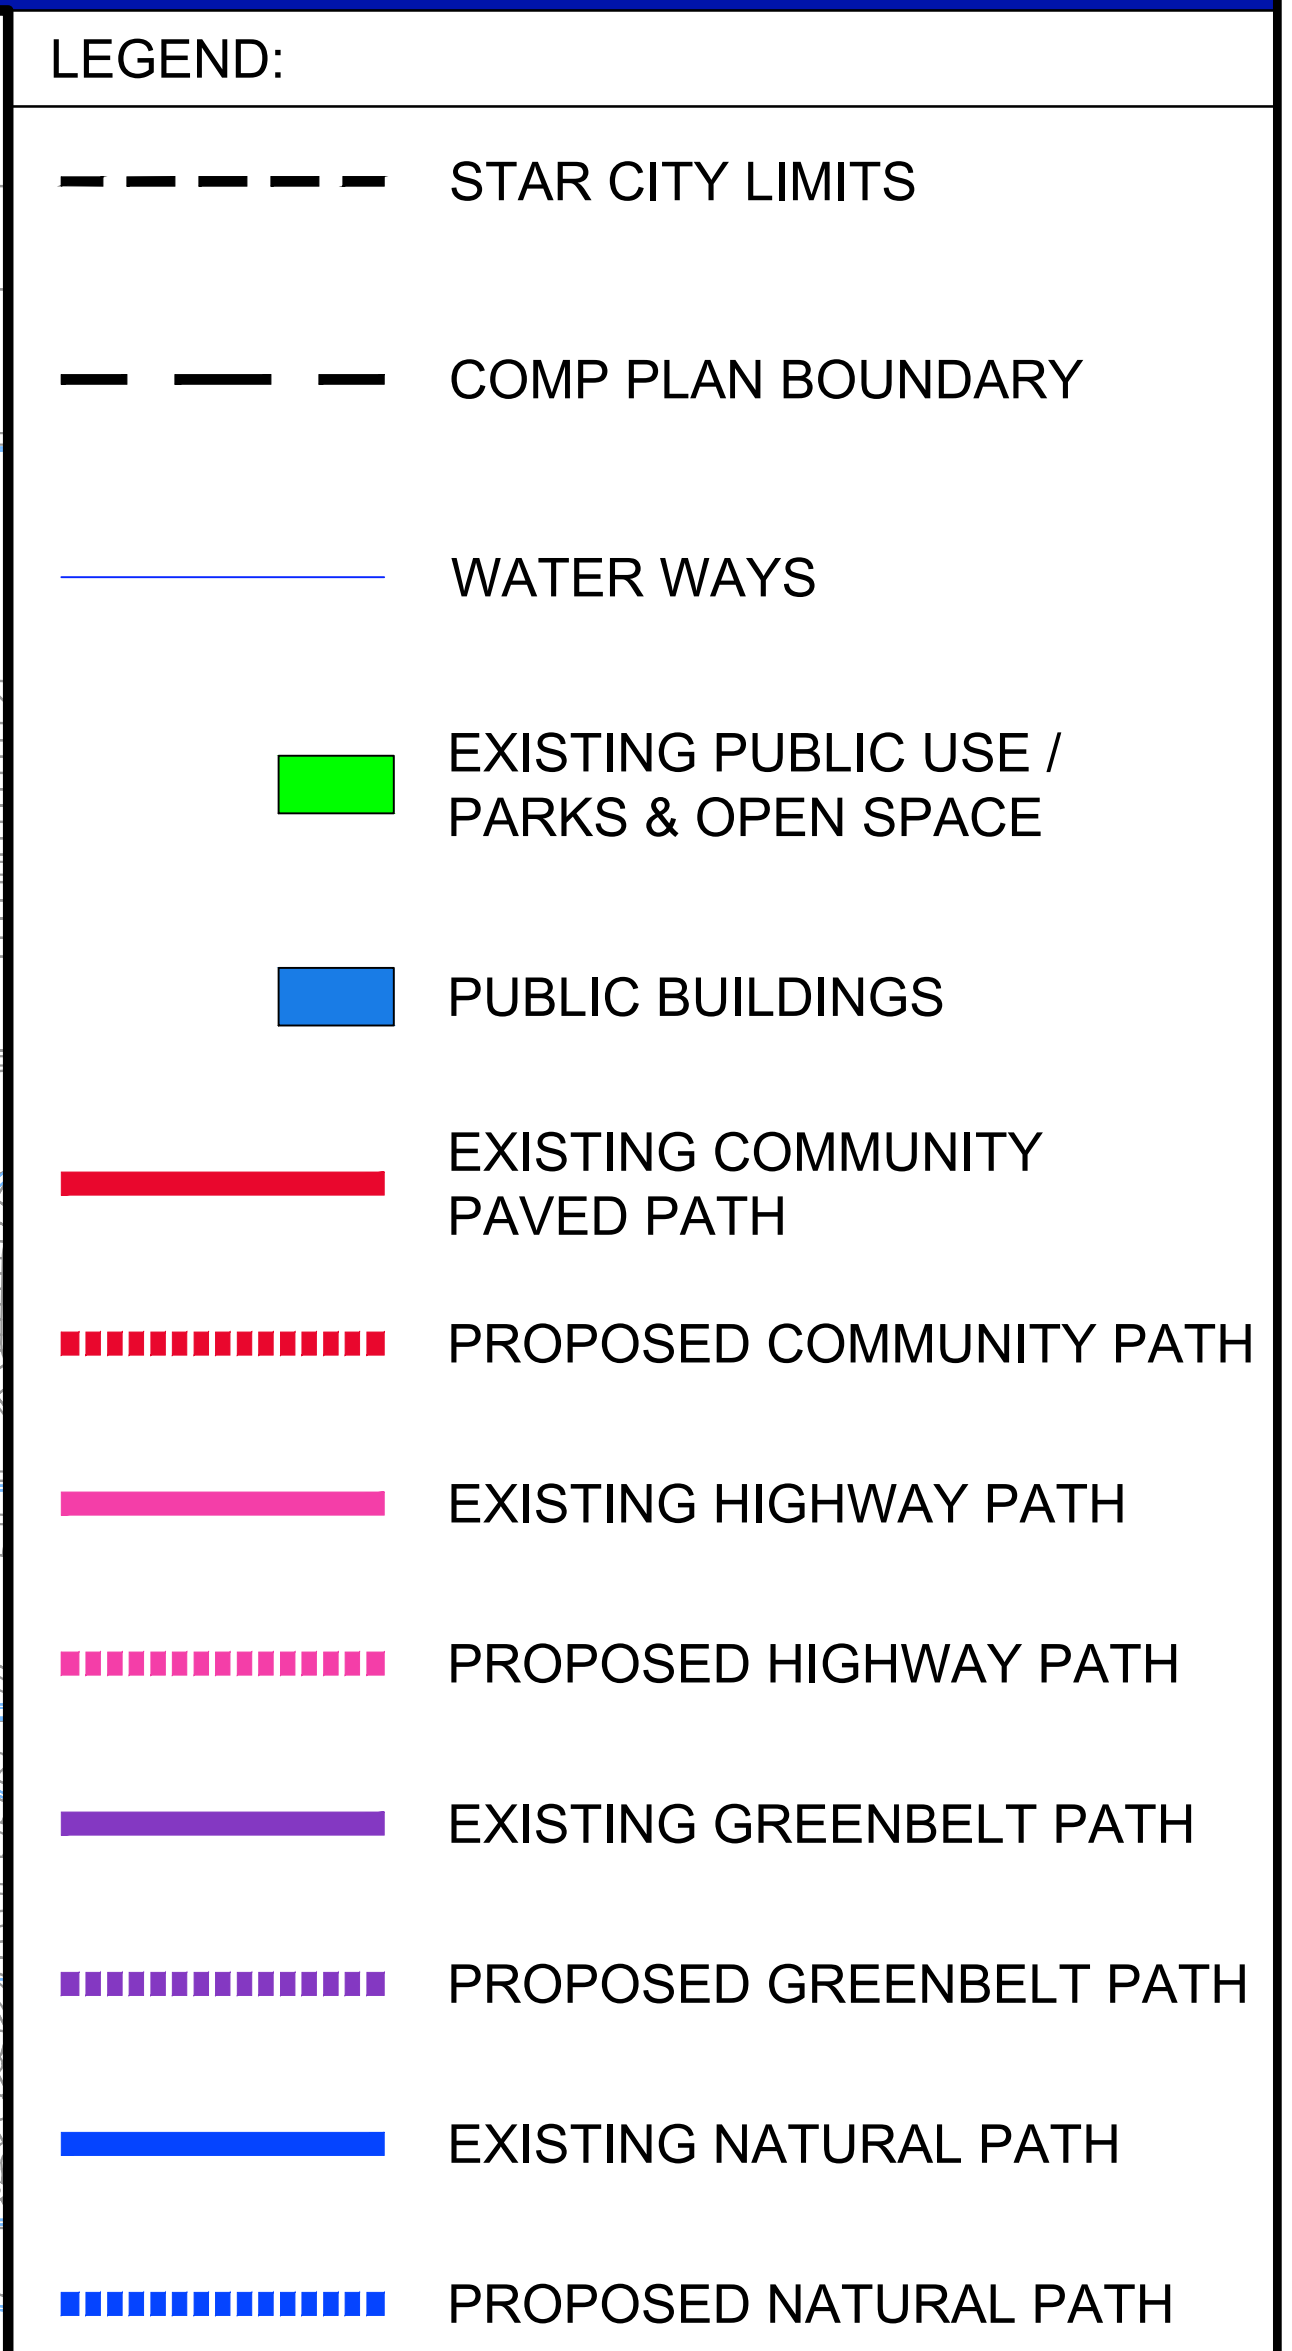 LEGEND:
STAR CITY LIMITS
COMP PLAN BOUNDARY
WATER WAYS
EXISTING PUBLIC USE /
PARKS & OPEN SPACE
PUBLIC BUILDINGS
EXISTING COMMUNITY
PAVED PATH
PROPOSED COMMUNITY PATH
EXISTING HIGHWAY PATH
PROPOSED HIGHWAY PATH
EXISTING GREENBELT PATH
PROPOSED GREENBELT PATH
EXISTING NATURAL PATH
PROPOSED NATURAL PATH